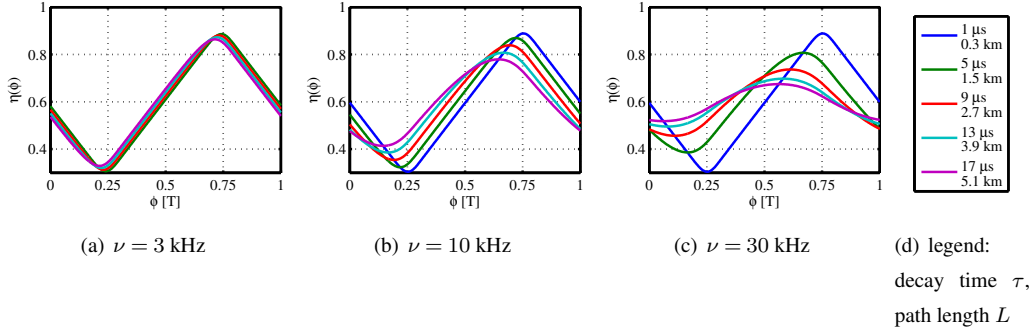 1
0.8
0.6
0.4
η(ϕ)
0 0.25 0.5 0.75 1
ϕ [T]
(a) ν = 3 kHz
1
0.8
0.6
0.4
η(ϕ)
0 0.25 0.5 0.75 1
ϕ [T]
(b) ν = 10 kHz
1
0.8
0.6
0.4
η(ϕ)
0 0.25 0.5 0.75 1
ϕ [T]
(c) ν = 30 kHz
1 μs
0.3 km
5 μs
1.5 km
9 μs
2.7 km
13 μs
3.9 km
17 μs
5.1 km
(d) legend:
decay time τ,
path length L